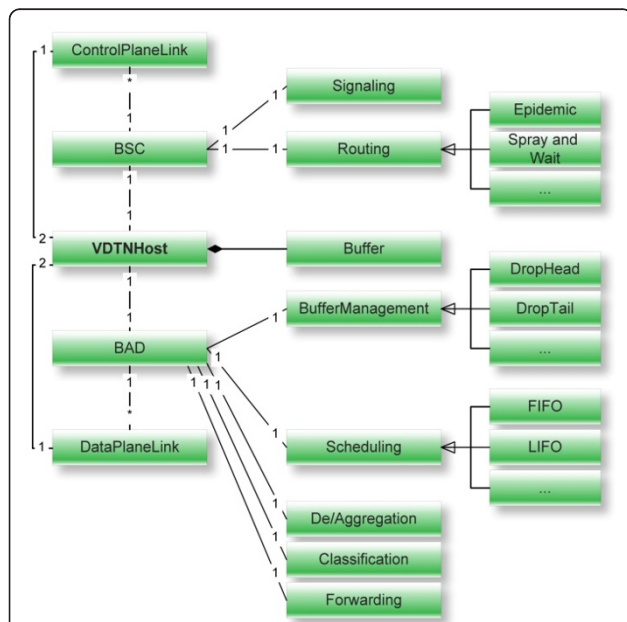 1 ControlPlaneLink
*
1 Signaling
1
BSC 1 1 Routing
Epidemic
Spray and
Wait
...
1
1
2 VDTNHost Buffer
2
1
1 BufferManagement
DropHead
DropTail
...
BAD 1
1 1 1 1
1
*
1 DataPlaneLink
1 Scheduling
FIFO
LIFO
...
1 De/Aggregation
1 Classification
1 Forwarding